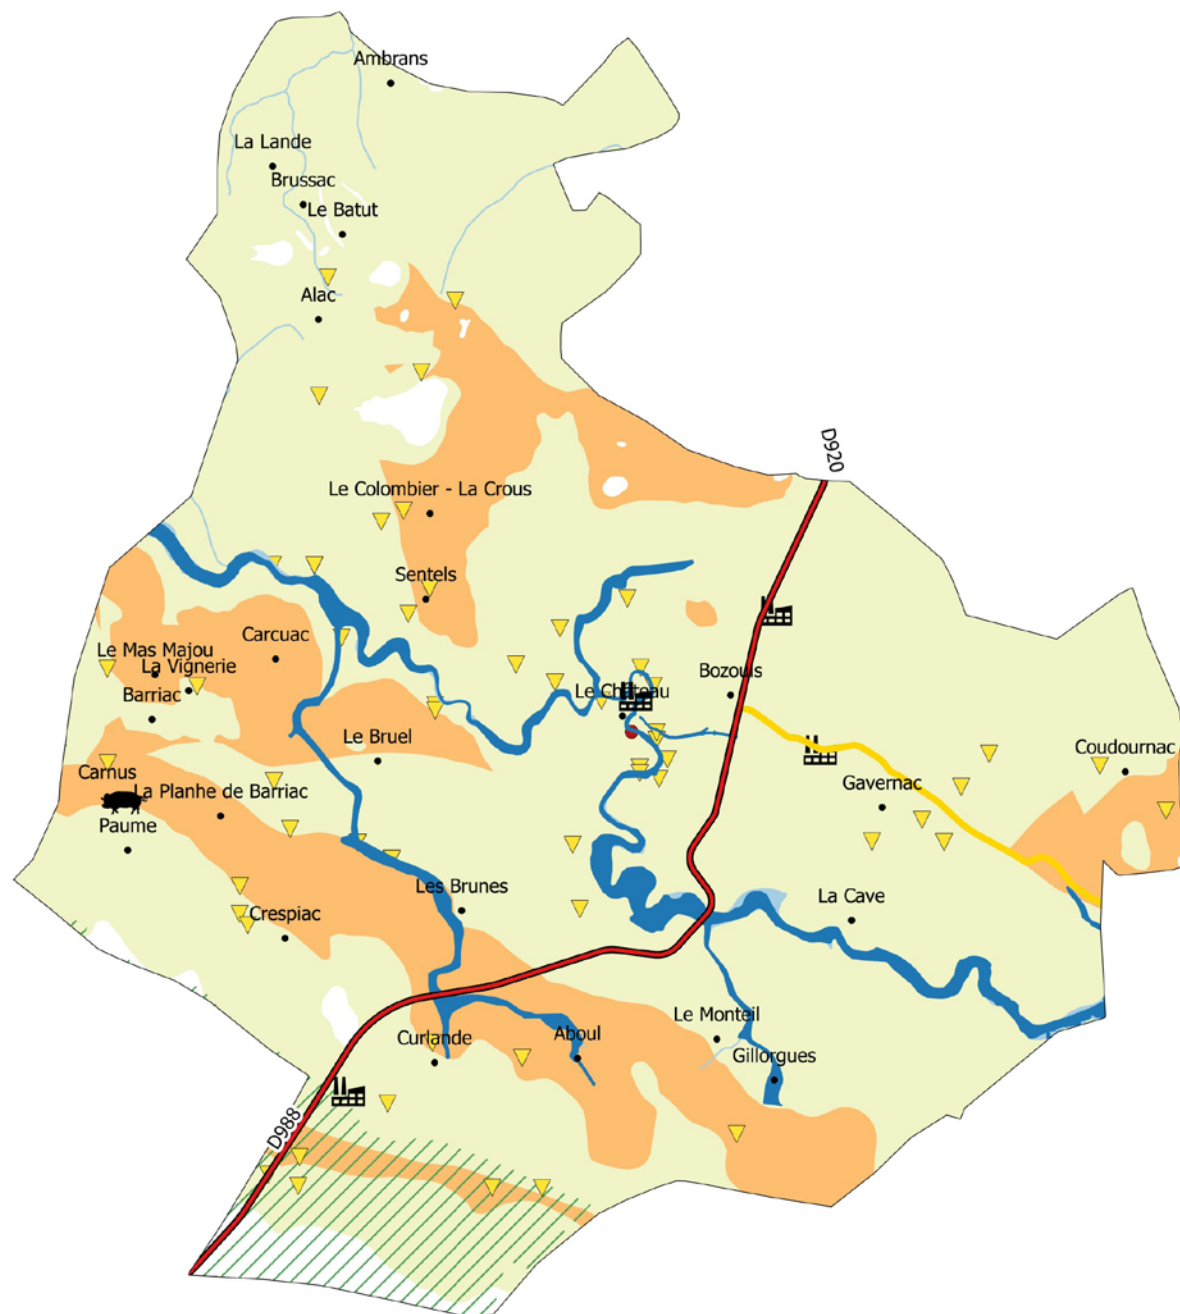 Ambrans
La Lande
Brussac
Le Batut
Alac
D920
Le Colombier - La Crous
Sentels
Carcuac
Le Mas Majou
La Vignerie
Barriac
Bozouls
Le Château
Le Bruel
Coudournac
Carnus
La Planhe de Barriac
Gavernac
Paume
Les Brunes
La Cave
Crespiac
Le Monteil
Curlande
Aboul
Gillorgues
D988